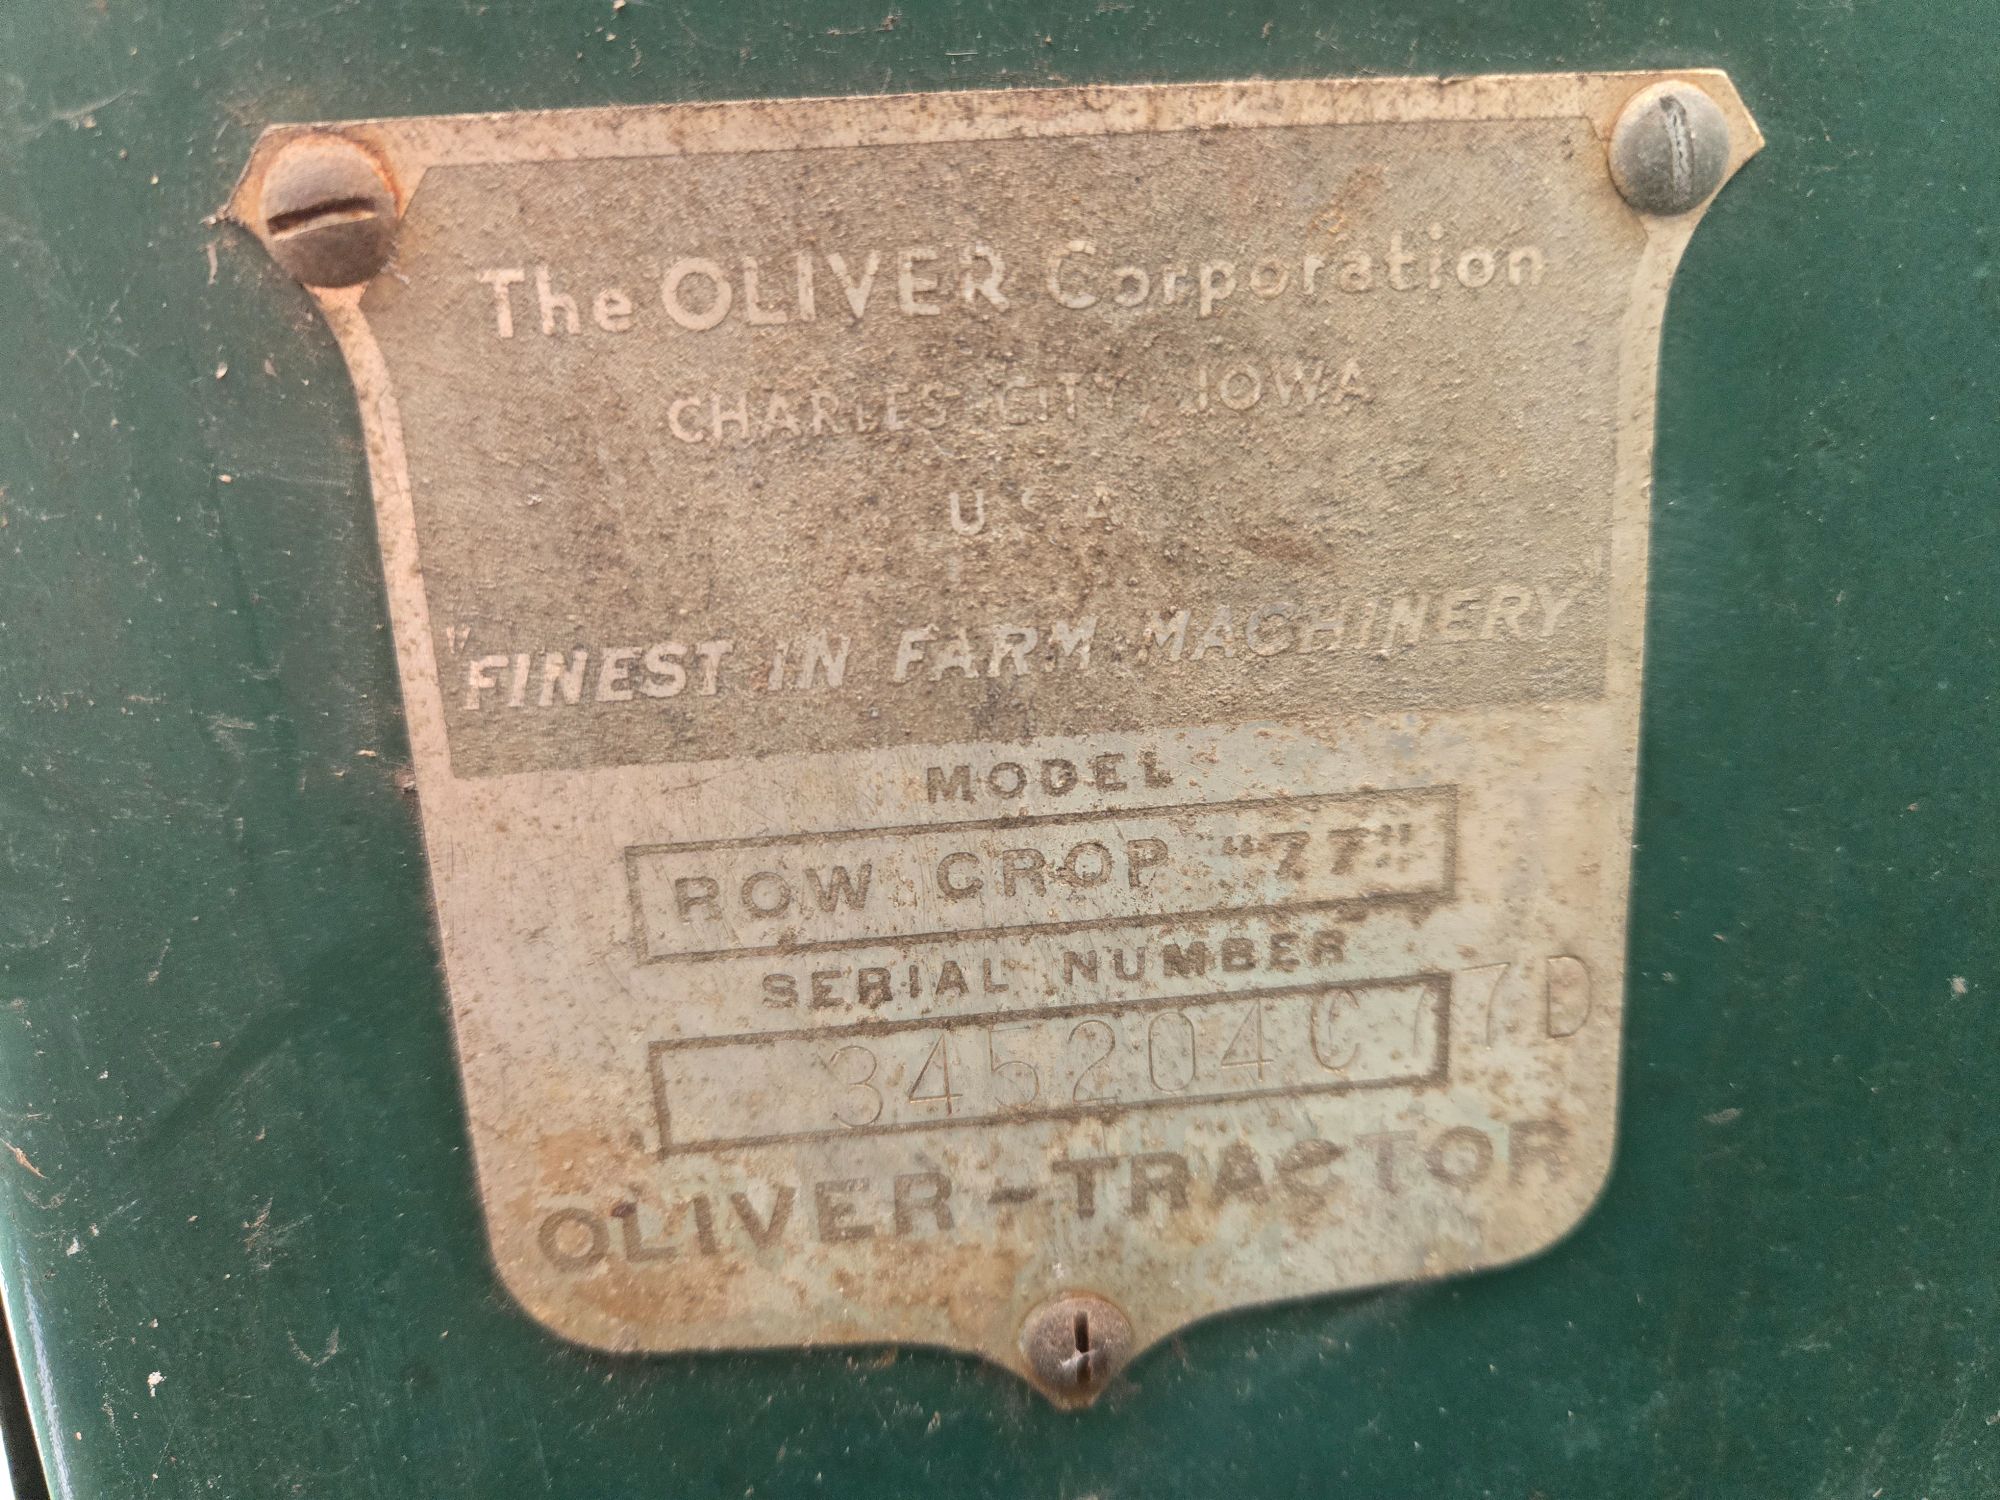 The OLIVER Corporation
CHARLES CITY, IOWA
U.S.A.
"FINEST IN FARM MACHINERY"
MODEL
ROW CROP "77"
SERIAL NUMBER
345204C77D
OLIVER-TRACTOR